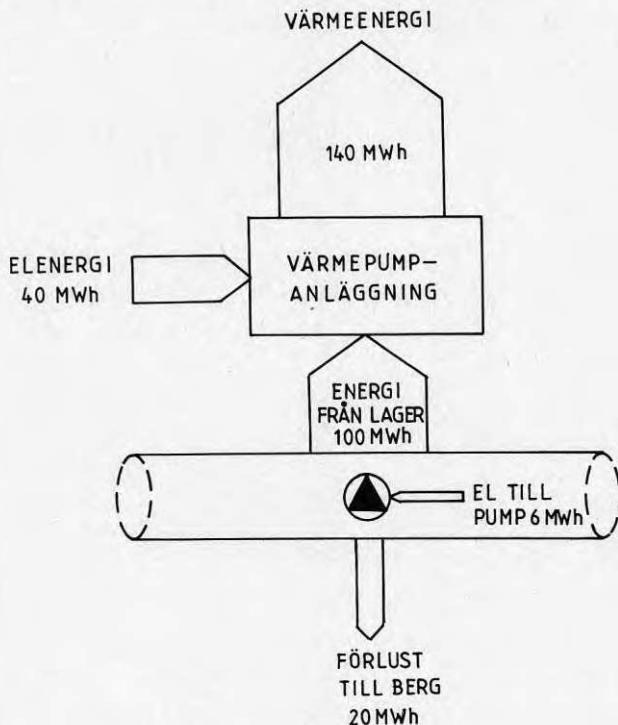 VÄRMEENERGI
140 MWh
ELENERGI
40 MWh
VÄRMEPUMP-
ANLÄGGNING
ENERGI
FRÅN LAGER
100 MWh
EL TILL
PUMP 6 MWh
FÖRLUST
TILL BERG
20 MWh